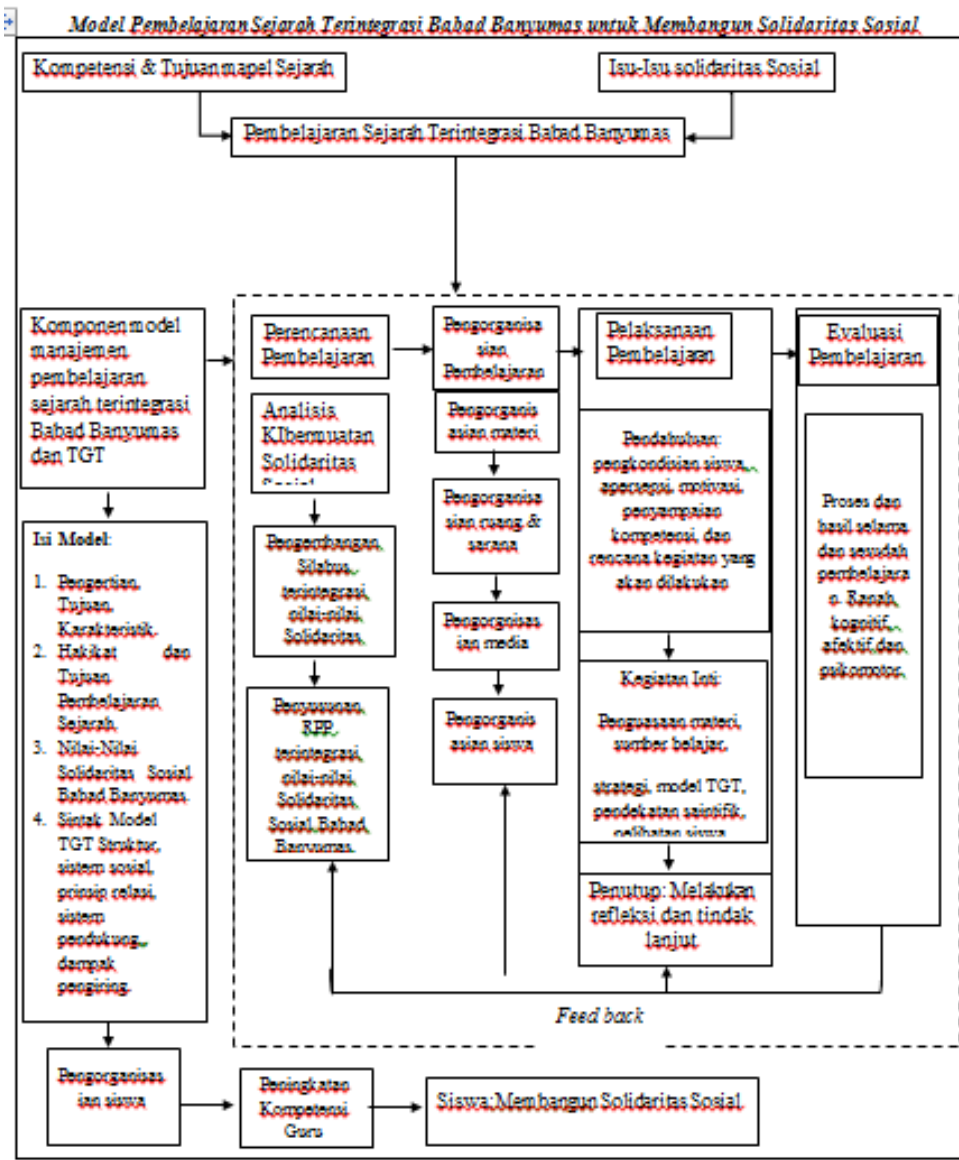 Model Pembelajaran Sejarah Terintegrasi Babad Banyumas untuk Membangun Solidaritas Sosial
Kompetensi & Tujuan mapel Sejarah
Isu-Isu solidaritas Sosial
Pembelajaran Sejarah Terintegrasi Babad Banyumas
Komponen model
manajemen
pembelajaran
sejarah terintegrasi
Babad Banyumas
dan TGT
Isi Model:
1. Pengertian,
Tujuan,
Karakteristik.
2. Hakikat dan
Tujuan
Pembelajaran
Sejarah
3. Nilai-Nilai
Solidaritas Sosial
Babad Banyumas.
4. Sintak Model
TGT Struktur,
sistem sosial,
prinsip relasi,
sistem
pendukung,
dampak
pengiring.
Perencanaan
Pembelajaran
Analisis
KIbermuatan
Solidaritas
Sosial
Pengembangan
Silabus
terintegrasi
nilai-nilai
Solidaritas
Penyusunan
RPP
terintegrasi
nilai-nilai
Solidaritas
Sosial Babad
Banyumas.
Pengorganisa
sian
Pembelajaran
Pengorganis
asian materi
Pengorganisa
sian ruang &
sarana
Pengorgnisas
ian media
Pengorganis
asian siswa
Pelaksanaan
Pembelajaran
Pendahuluan:
pengkondisian siswa,
apersepsi, motivasi,
penyampaian
kompetensi, dan
rencana kegiatan yang
akan dilakukan
Kegiatan Inti:
Penguasaan materi,
sumber belajar,
strategi, model TGT,
pendekatan saintifik,
pelibatan siswa
Penutup: Melakukan
refleksi dan tindak
lanjut
Evaluasi
Pembelajaran
Proses dan
hasil selama
dan sesudah
pembelajara
n. Ranah
kognitif,
afektif dan
psikomotor.
Feed back
Pengorganisas
ian siswa
Peningkatan
Kompetensi
Guru
Siswa:Membangun Solidaritas Sosial